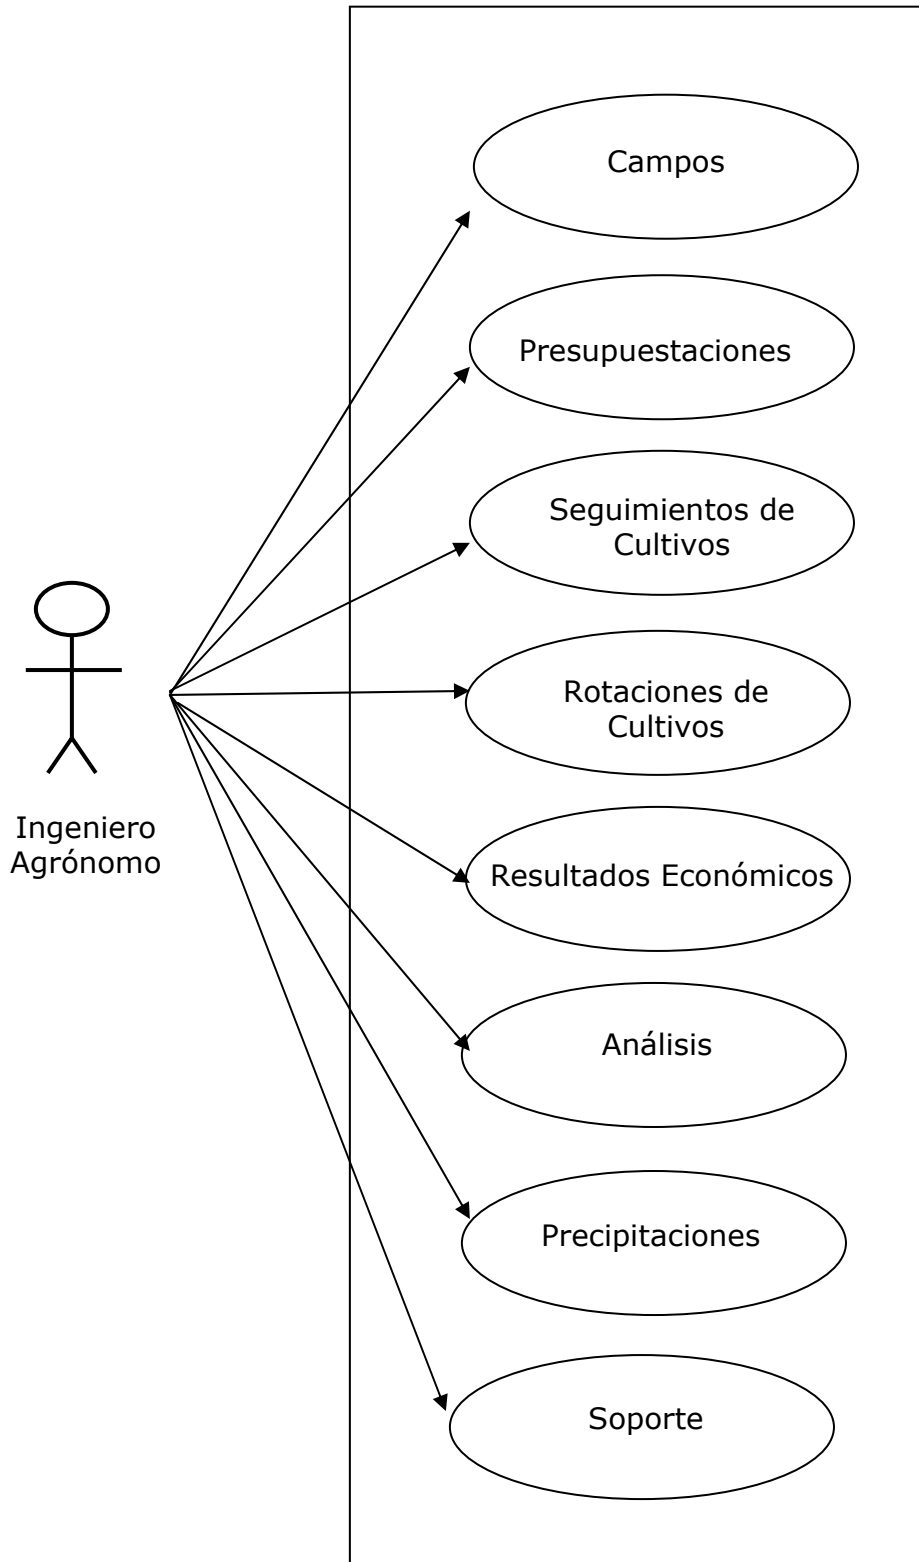 Campos
Presupuestaciones
Seguimientos de
Cultivos
Rotaciones de
Cultivos
Ingeniero
Agrónomo
Resultados Económicos
Análisis
Precipitaciones
Soporte